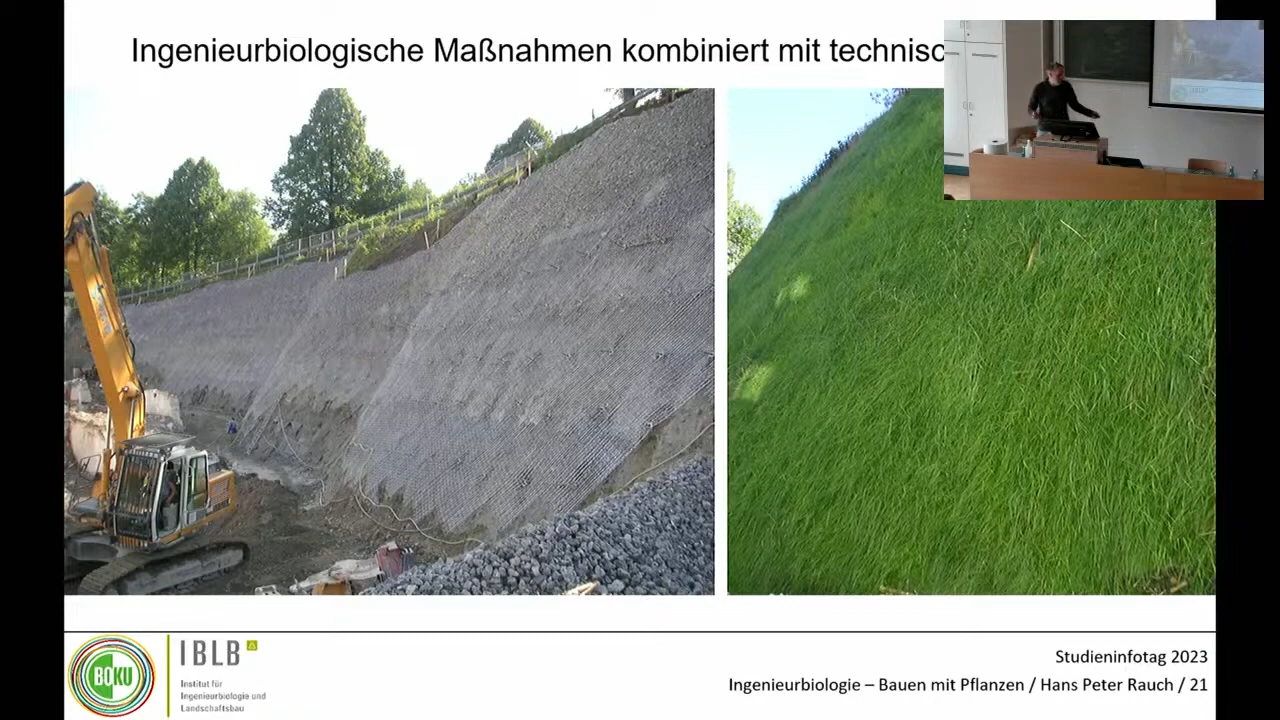 Ingenieurbiologische Maßnahmen kombiniert mit technisc
IBLB
BOKU
IBLB
Institut für
Ingenieurbiologie und
Landschaftsbau
Studieninfotag 2023
Ingenieurbiologie – Bauen mit Pflanzen / Hans Peter Rauch / 21